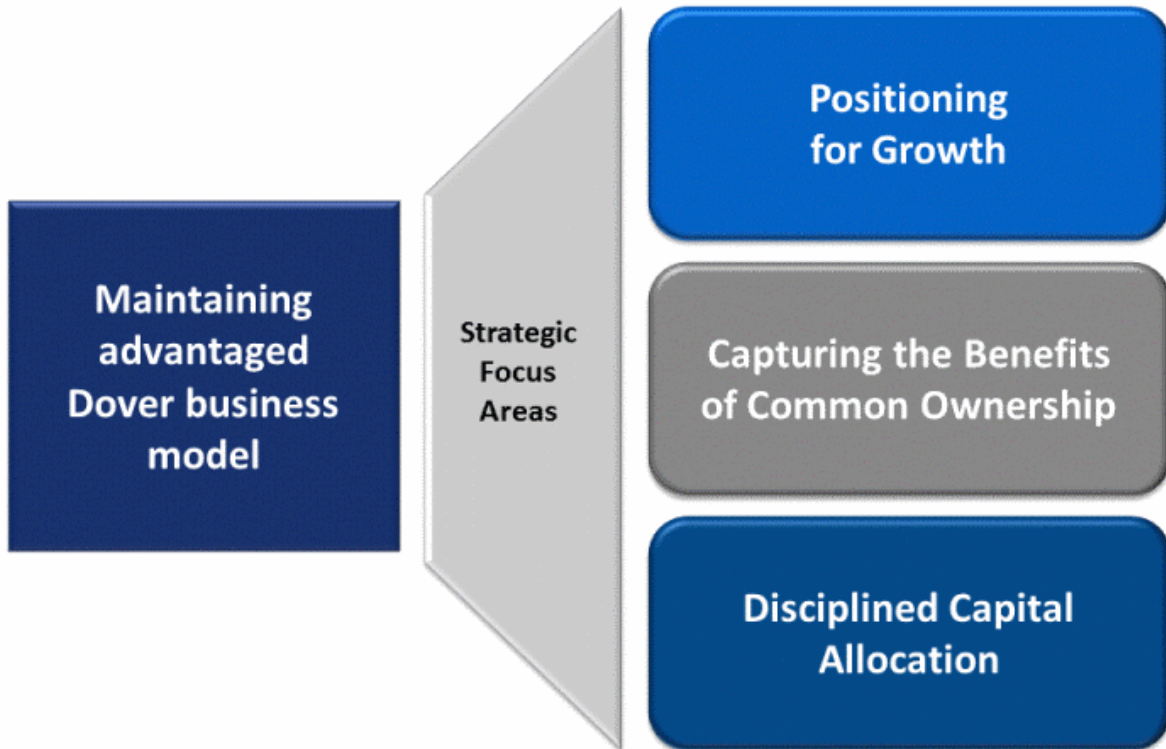 Maintaining
advantaged
Dover business
model
Strategic
Focus
Areas
Positioning
for Growth
Capturing the Benefits
of Common Ownership
Disciplined Capital
Allocation